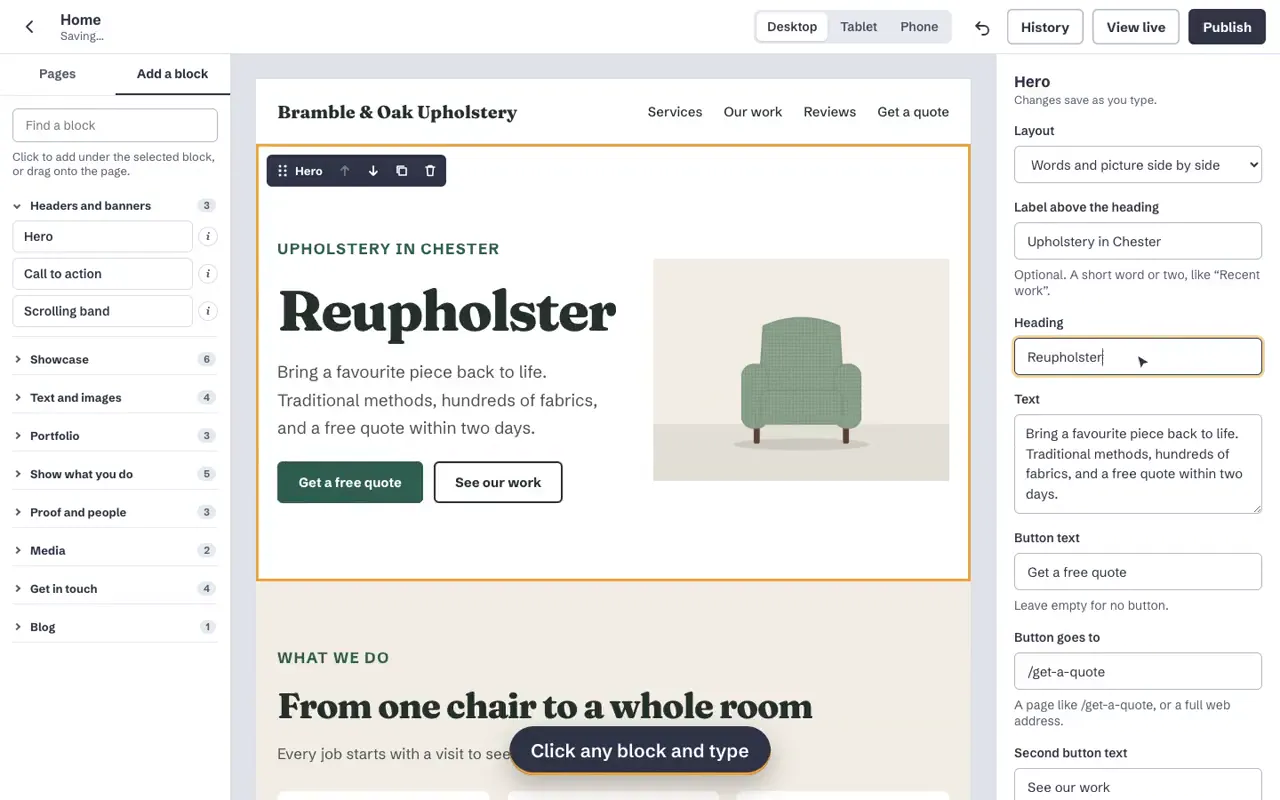 Home
Saving...
Desktop
Tablet
Phone
History
View live
Publish
Pages
Add a block
Find a block
Click to add under the selected block,
or drag onto the page.
Headers and banners
3
Hero
i
Call to action
i
Scrolling band
i
Showcase
6
Text and images
4
Portfolio
3
Show what you do
5
Proof and people
3
Media
2
Get in touch
4
Blog
1
Bramble & Oak Upholstery
Services
Our work
Reviews
Get a quote
Hero
UPHOLSTERY IN CHESTER
Reupholster
Bring a favourite piece back to life.
Traditional methods, hundreds of fabrics,
and a free quote within two days.
Get a free quote
See our work
WHAT WE DO
From one chair to a whole room
Every job starts with a visit to see
Click any block and type
Hero
Changes save as you type.
Layout
Words and picture side by side
Label above the heading
Upholstery in Chester
Optional. A short word or two, like “Recent
work”.
Heading
Reupholster
Text
Bring a favourite piece back to life.
Traditional methods, hundreds of
fabrics, and a free quote within two
days.
Button text
Get a free quote
Leave empty for no button.
Button goes to
/get-a-quote
A page like /get-a-quote, or a full web
address.
Second button text
See our work